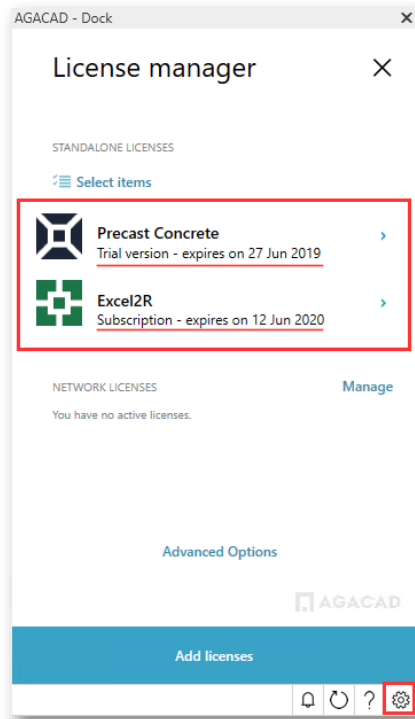 AGACAD - Dock
License manager
STANDALONE LICENSES
Select items
Precast Concrete
Trial version - expires on 27 Jun 2019
Excel2R
Subscription - expires on 12 Jun 2020
NETWORK LICENSES
Manage
You have no active licenses.
Advanced Options
AGACAD
Add licenses